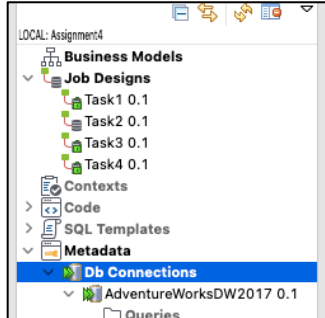 LOCAL: Assignment4
Business Models
Job Designs
Task1 0.1
Task2 0.1
Task3 0.1
Task4 0.1
Contexts
Code
SQL Templates
Metadata
Db Connections
AdventureWorksDW2017 0.1
Queries